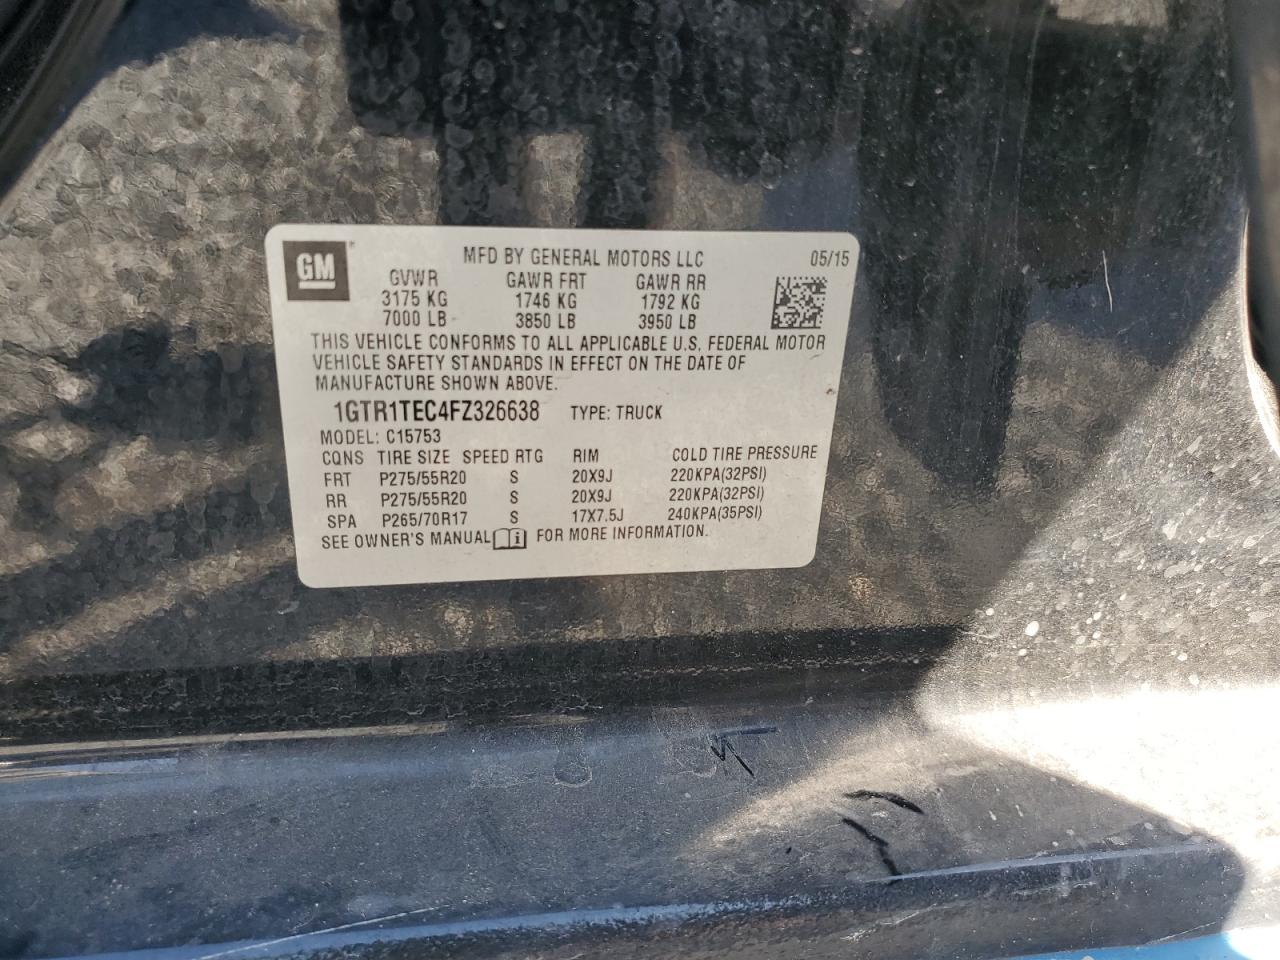 GM
MFD BY GENERAL MOTORS LLC 05/15
GVWR GAWR FRT GAWR RR
3175 KG 1746 KG 1792 KG
7000 LB 3850 LB 3950 LB
THIS VEHICLE CONFORMS TO ALL APPLICABLE U.S. FEDERAL MOTOR
VEHICLE SAFETY STANDARDS IN EFFECT ON THE DATE OF
MANUFACTURE SHOWN ABOVE.
1GTR1TEC4FZ326638 TYPE: TRUCK
MODEL: C15753
CQNS TIRE SIZE SPEED RTG RIM COLD TIRE PRESSURE
FRT P275/55R20 S 20X9J 220KPA(32PSI)
RR P275/55R20 S 20X9J 220KPA(32PSI)
SPA P265/70R17 S 17X7.5J 240KPA(35PSI)
SEE OWNER'S MANUAL i FOR MORE INFORMATION.